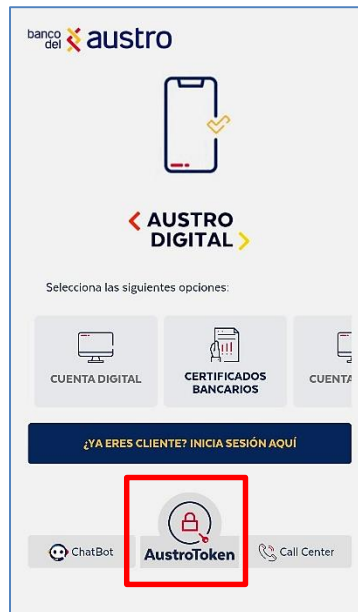 banco del austro
AUSTRO
DIGITAL
Selecciona las siguientes opciones:
CUENTA DIGITAL
CERTIFICADOS
BANCARIOS
CUENTA
¿YA ERES CLIENTE? INICIA SESIÓN AQUÍ
ChatBot
AustroToken
Call Center